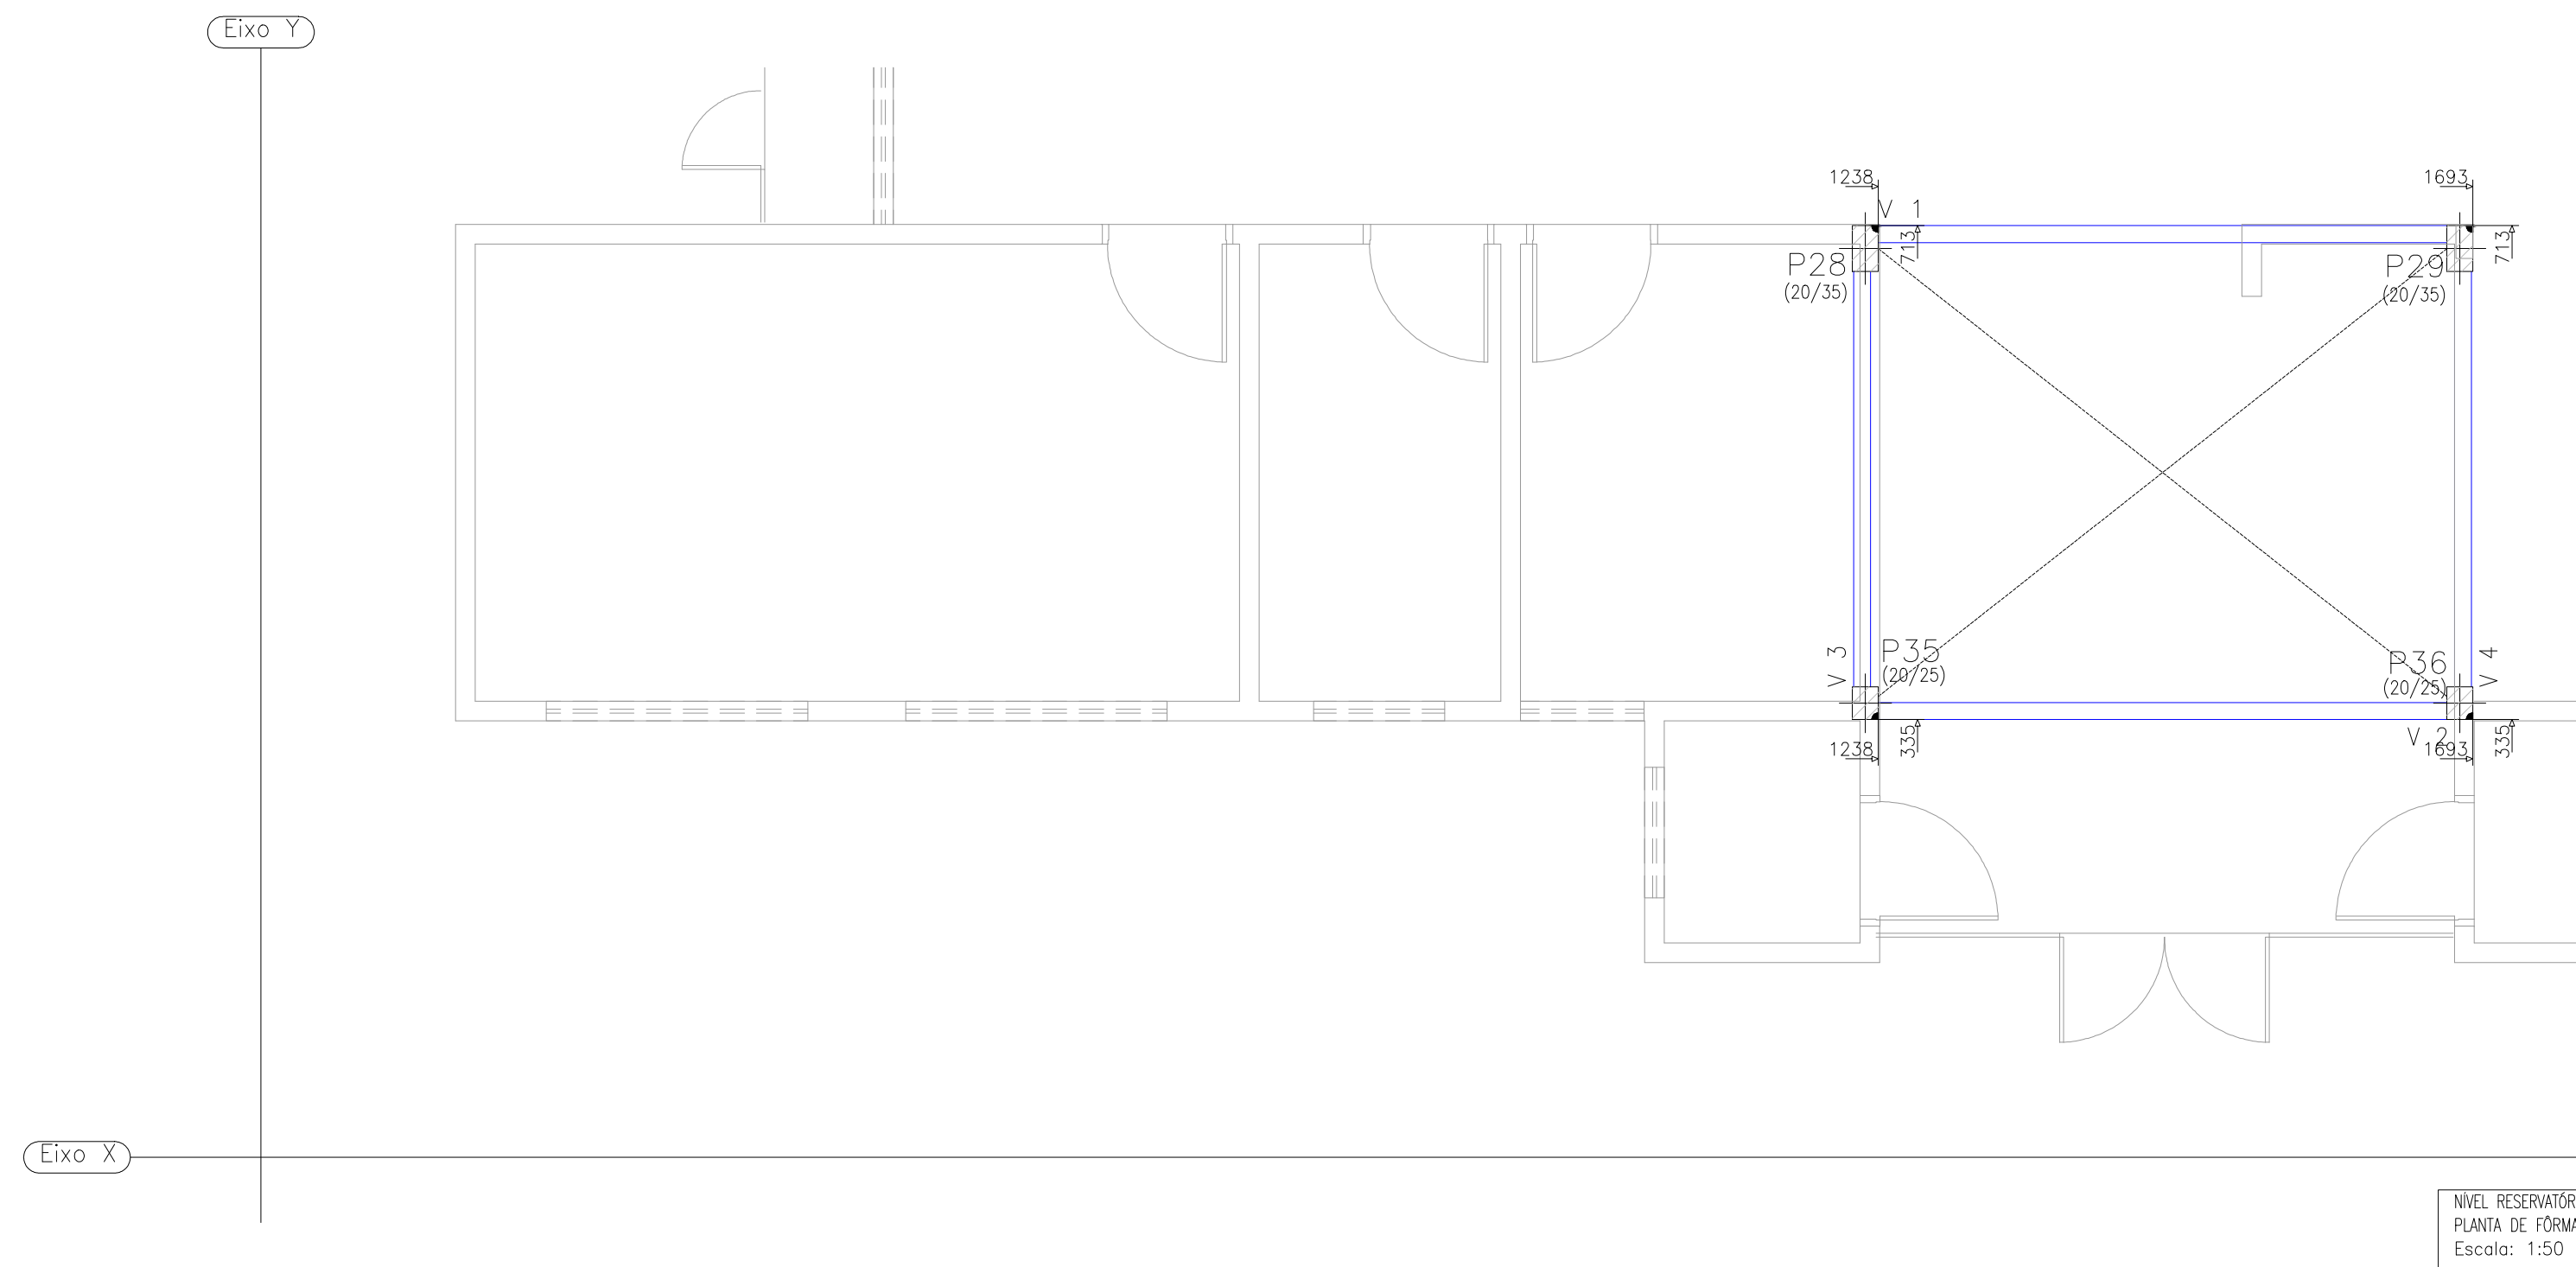 Eixo Y
1238
1693
V 1
713
713
P28
(20/35)
P29
(20/35)
V 3
P35
(20/25)
P36
(20/25)
V 4
335
335
V 2
1238
1693
Eixo X
NÍVEL RESERVATÓR
PLANTA DE FÔRMA
Escala: 1:50